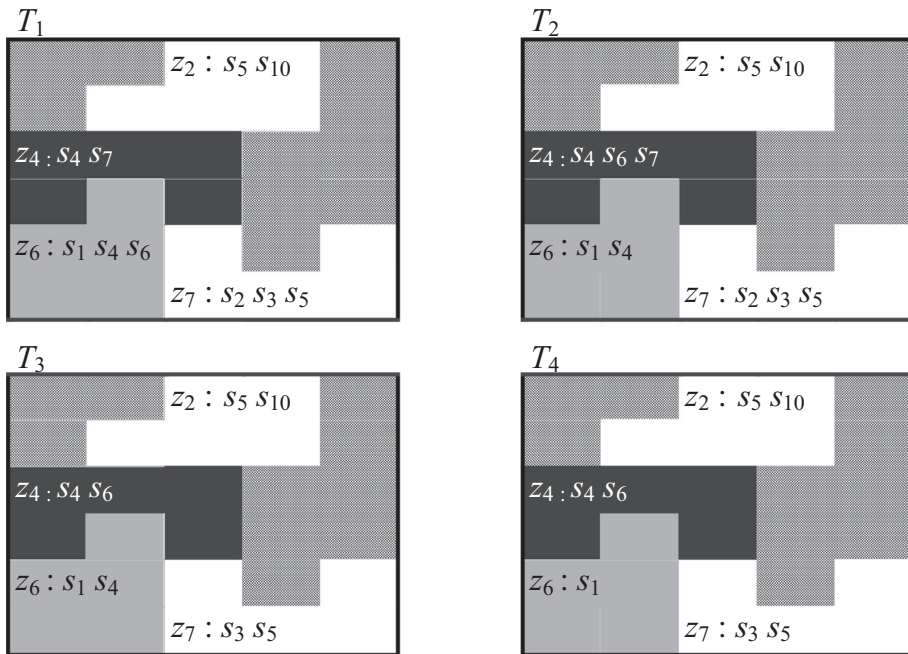 T₁
z₂ : s₅ s₁₀
z₄ : s₄ s₇
z₆ : s₁ s₄ s₆
z₇ : s₂ s₃ s₅
T₂
z₂ : s₅ s₁₀
z₄ : s₄ s₆ s₇
z₆ : s₁ s₄
z₇ : s₂ s₃ s₅
T₃
z₂ : s₅ s₁₀
z₄ : s₄ s₆
z₆ : s₁ s₄
z₇ : s₃ s₅
T₄
z₂ : s₅ s₁₀
z₄ : s₄ s₆
z₆ : s₁
z₇ : s₃ s₅